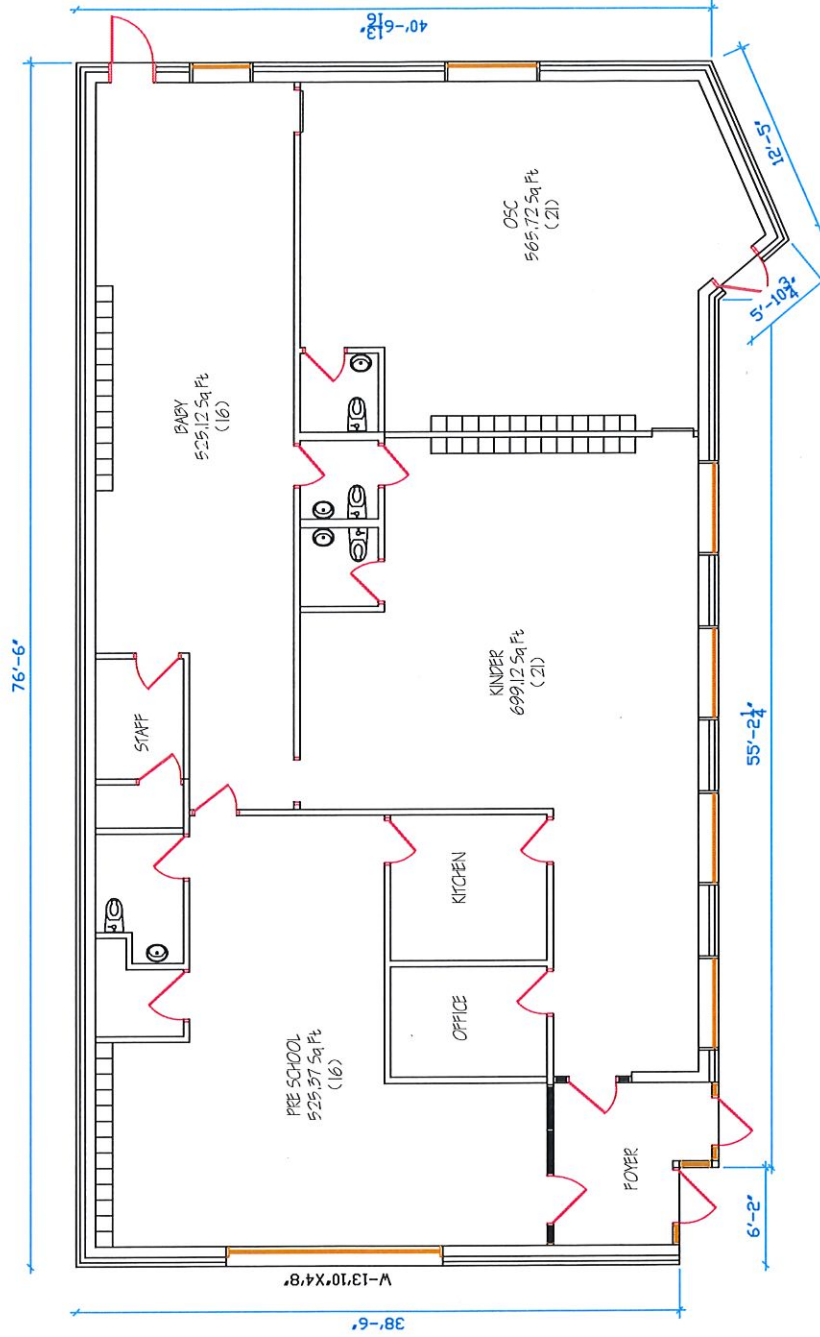 76'-6"
40'-6 13/16"
12'-5"
5'-10 3/4"
55'-2 1/4"
6'-2"
38'-6"
W-13'10"X4'8"
BABY
525.12 Sq Ft
(16)
OSC
565.72 Sq Ft
(21)
STAFF
KINDER
699.12 Sq Ft
(21)
KITCHEN
OFFICE
PRE SCHOOL
525.37 Sq Ft
(16)
FOYER